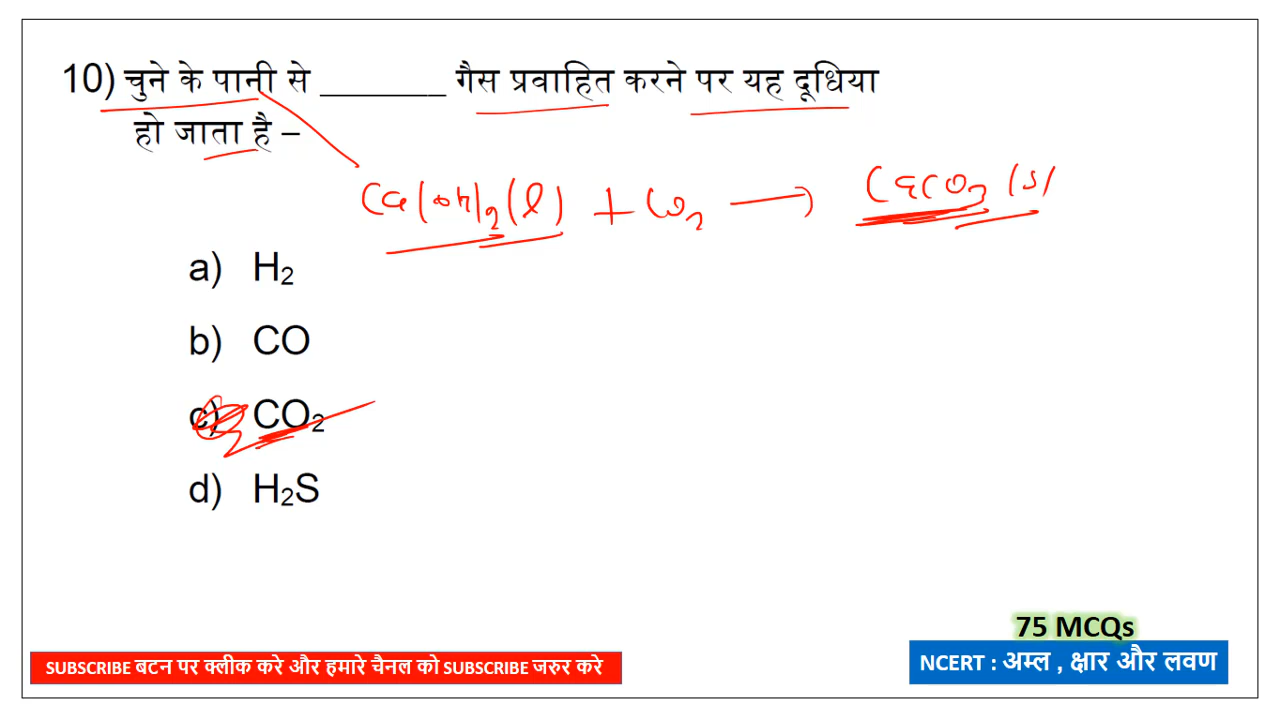 10) चुने के पानी से _______ गैस प्रवाहित करने पर यह दूधिया
हो जाता है –
Ca(OH)₂(l) + CO₂ → CaCO₃(s)
a) H₂
b) CO
c) CO₂
d) H₂S
75 MCQs
SUBSCRIBE बटन पर क्लीक करे और हमारे चैनल को SUBSCRIBE जरुर करे
NCERT : अम्ल , क्षार और लवण